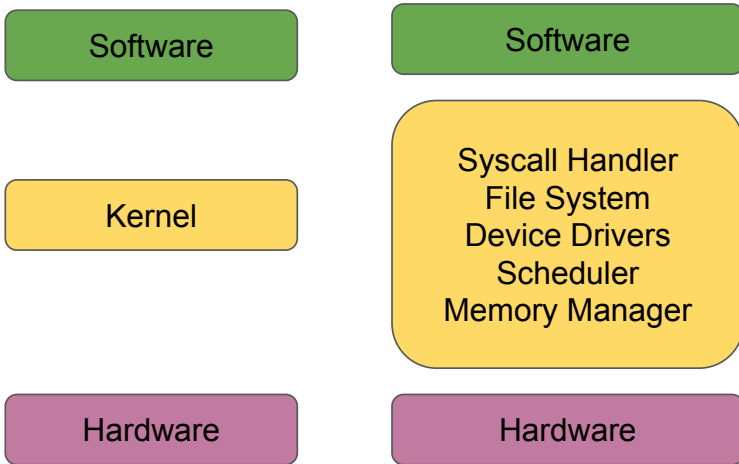 Software
Kernel
Hardware
Software
Syscall Handler
File System
Device Drivers
Scheduler
Memory Manager
Hardware